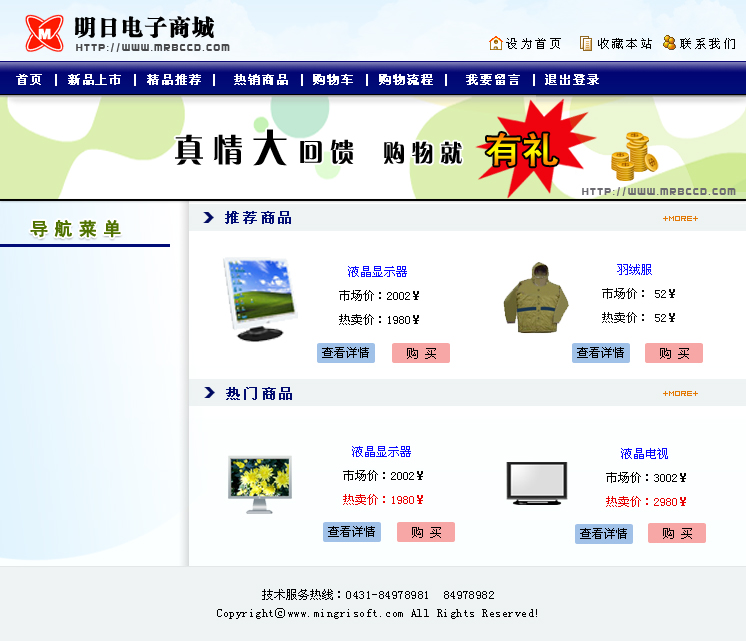 明日电子商城
HTTP://WWW.MRBCCD.COM
设为首页 收藏本站 联系我们
首页 | 新品上市 | 精品推荐 | 热销商品 | 购物车 | 购物流程 | 我要留言 | 退出登录
真情大回馈 购物就有礼
HTTP://WWW.MRBCCD.COM
导航菜单
推荐商品 +MORE+
液晶显示器
市场价：2002¥
热卖价：1980¥
查看详情 购 买
羽绒服
市场价： 52¥
热卖价： 52¥
查看详情 购 买
热门商品 +MORE+
液晶显示器
市场价：2002¥
热卖价：1980¥
查看详情 购 买
液晶电视
市场价：3002¥
热卖价：2980¥
查看详情 购 买
技术服务热线：0431-84978981 84978982
Copyright©www.mingrisoft.com All Rights Reserved!